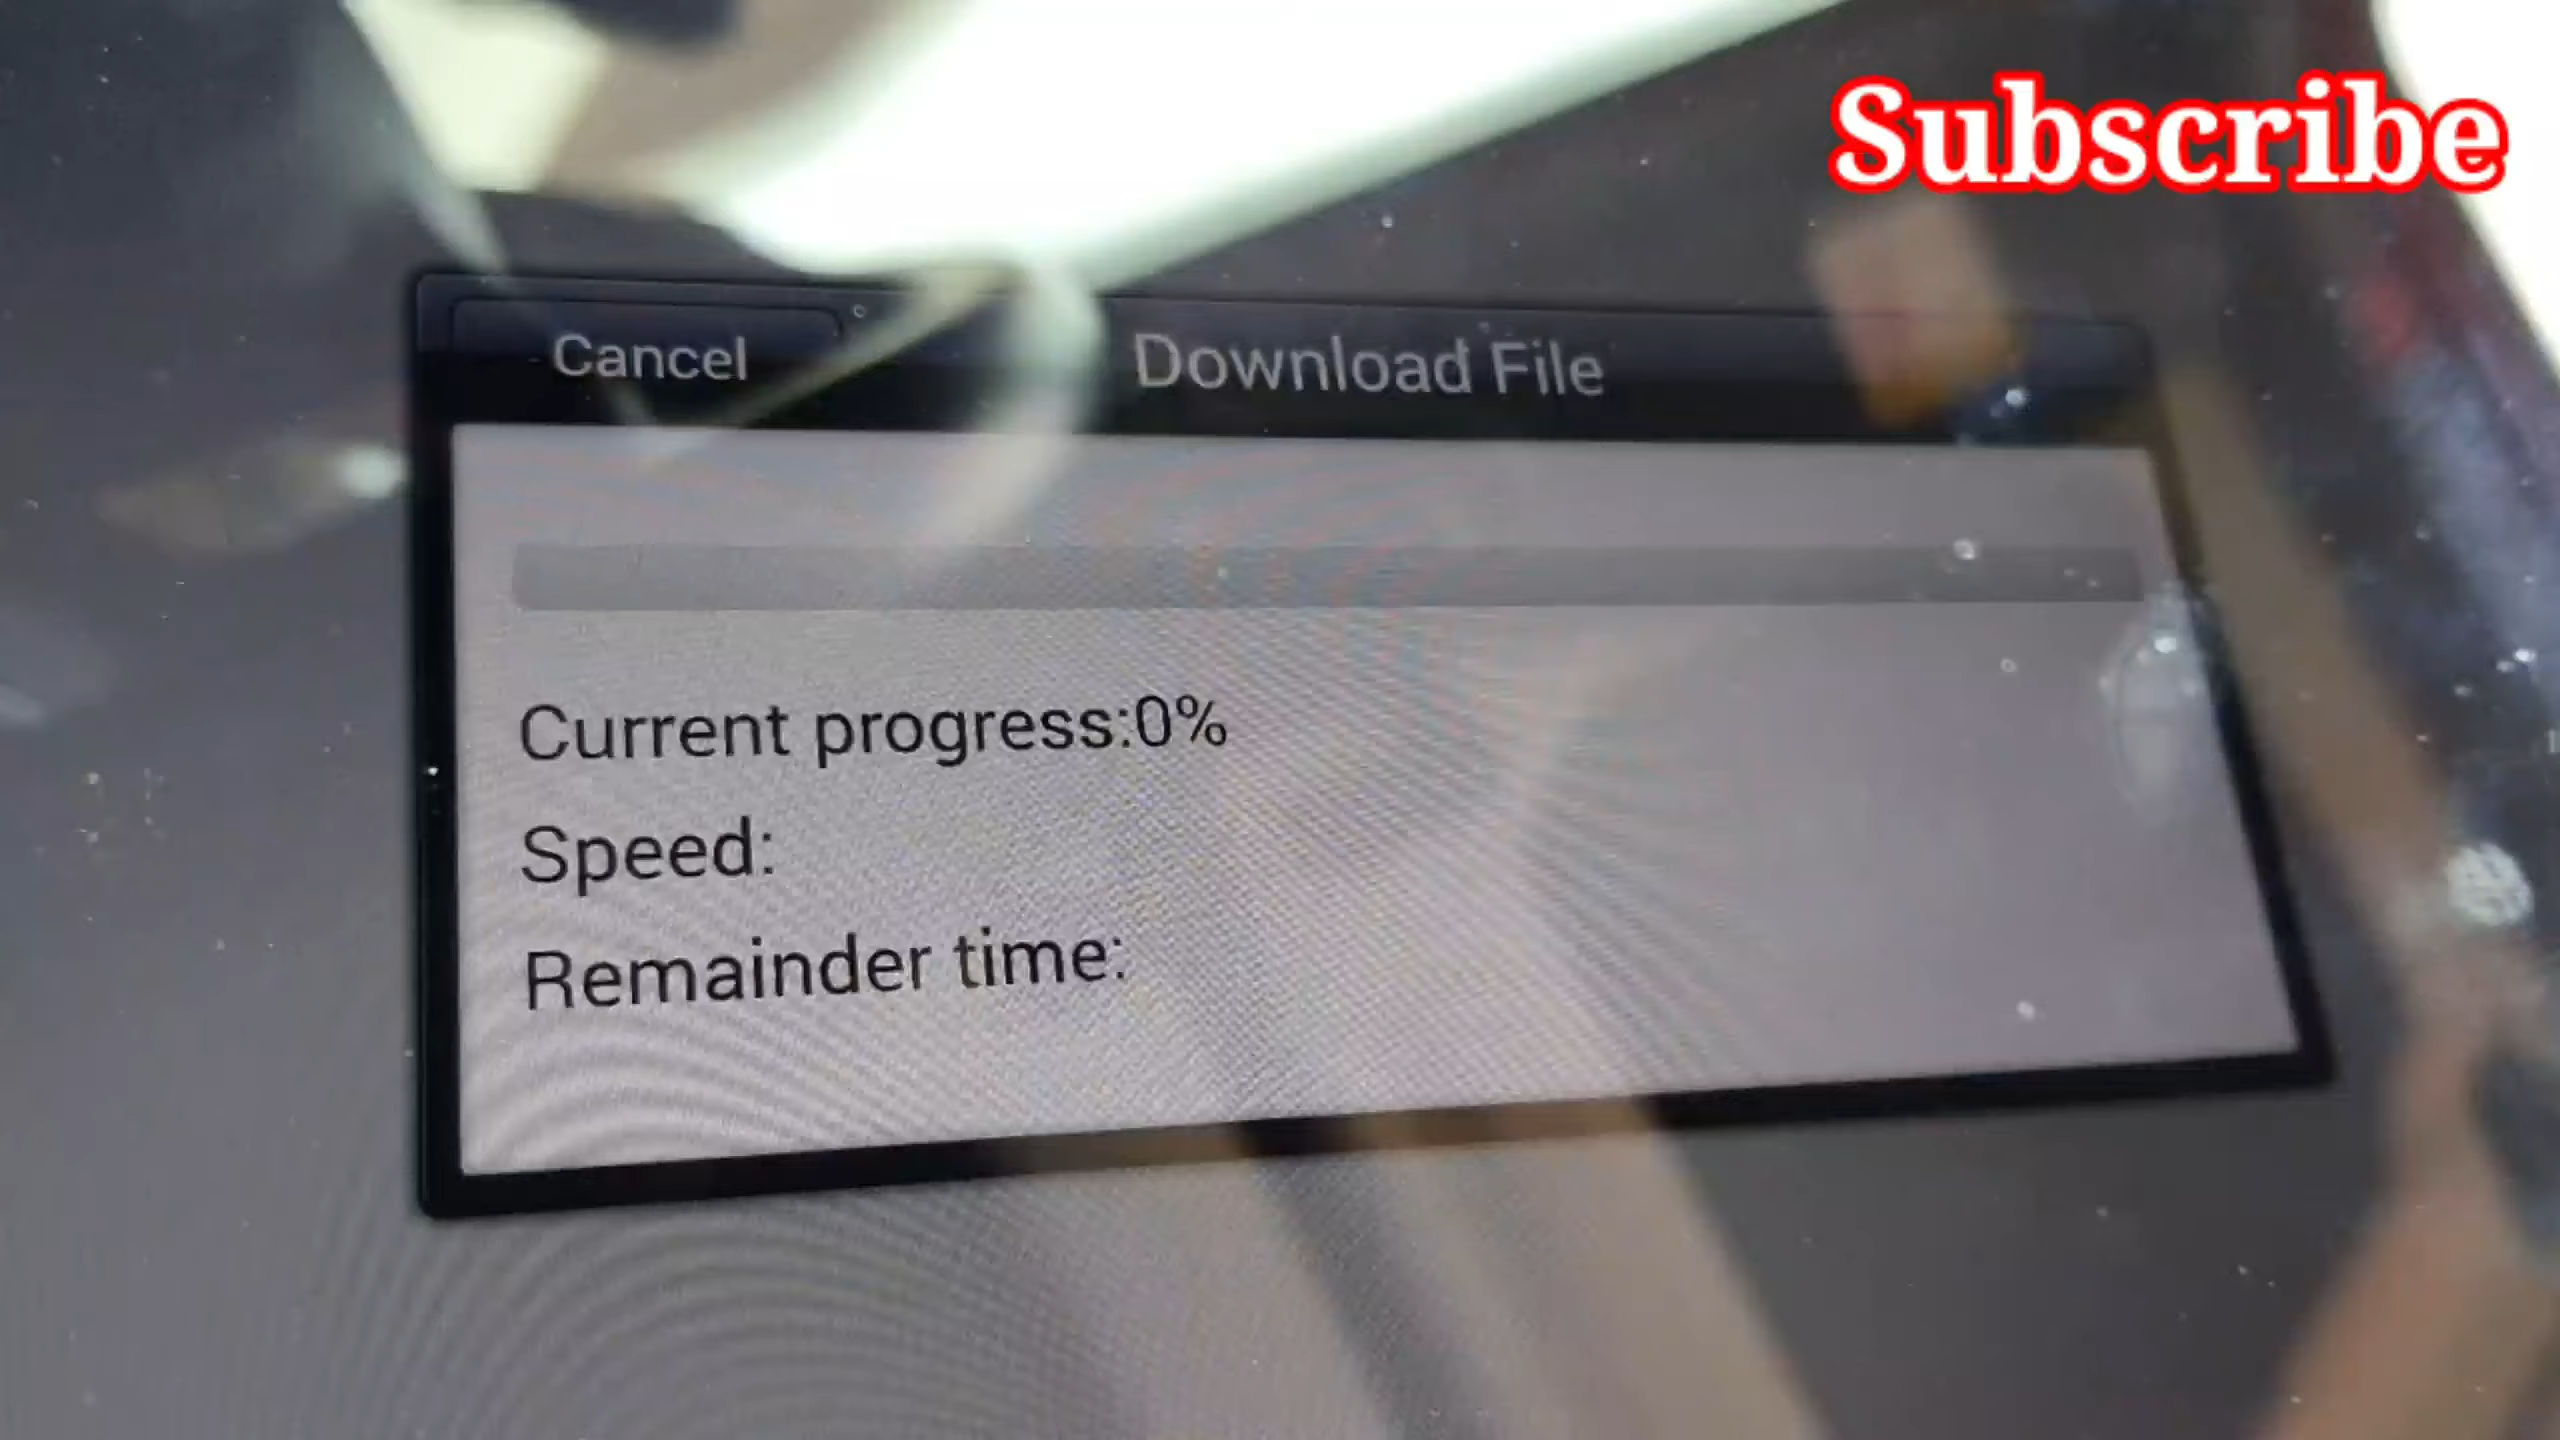 Subscribe
Cancel
Download File
Current progress:0%
Speed:
Remainder time: